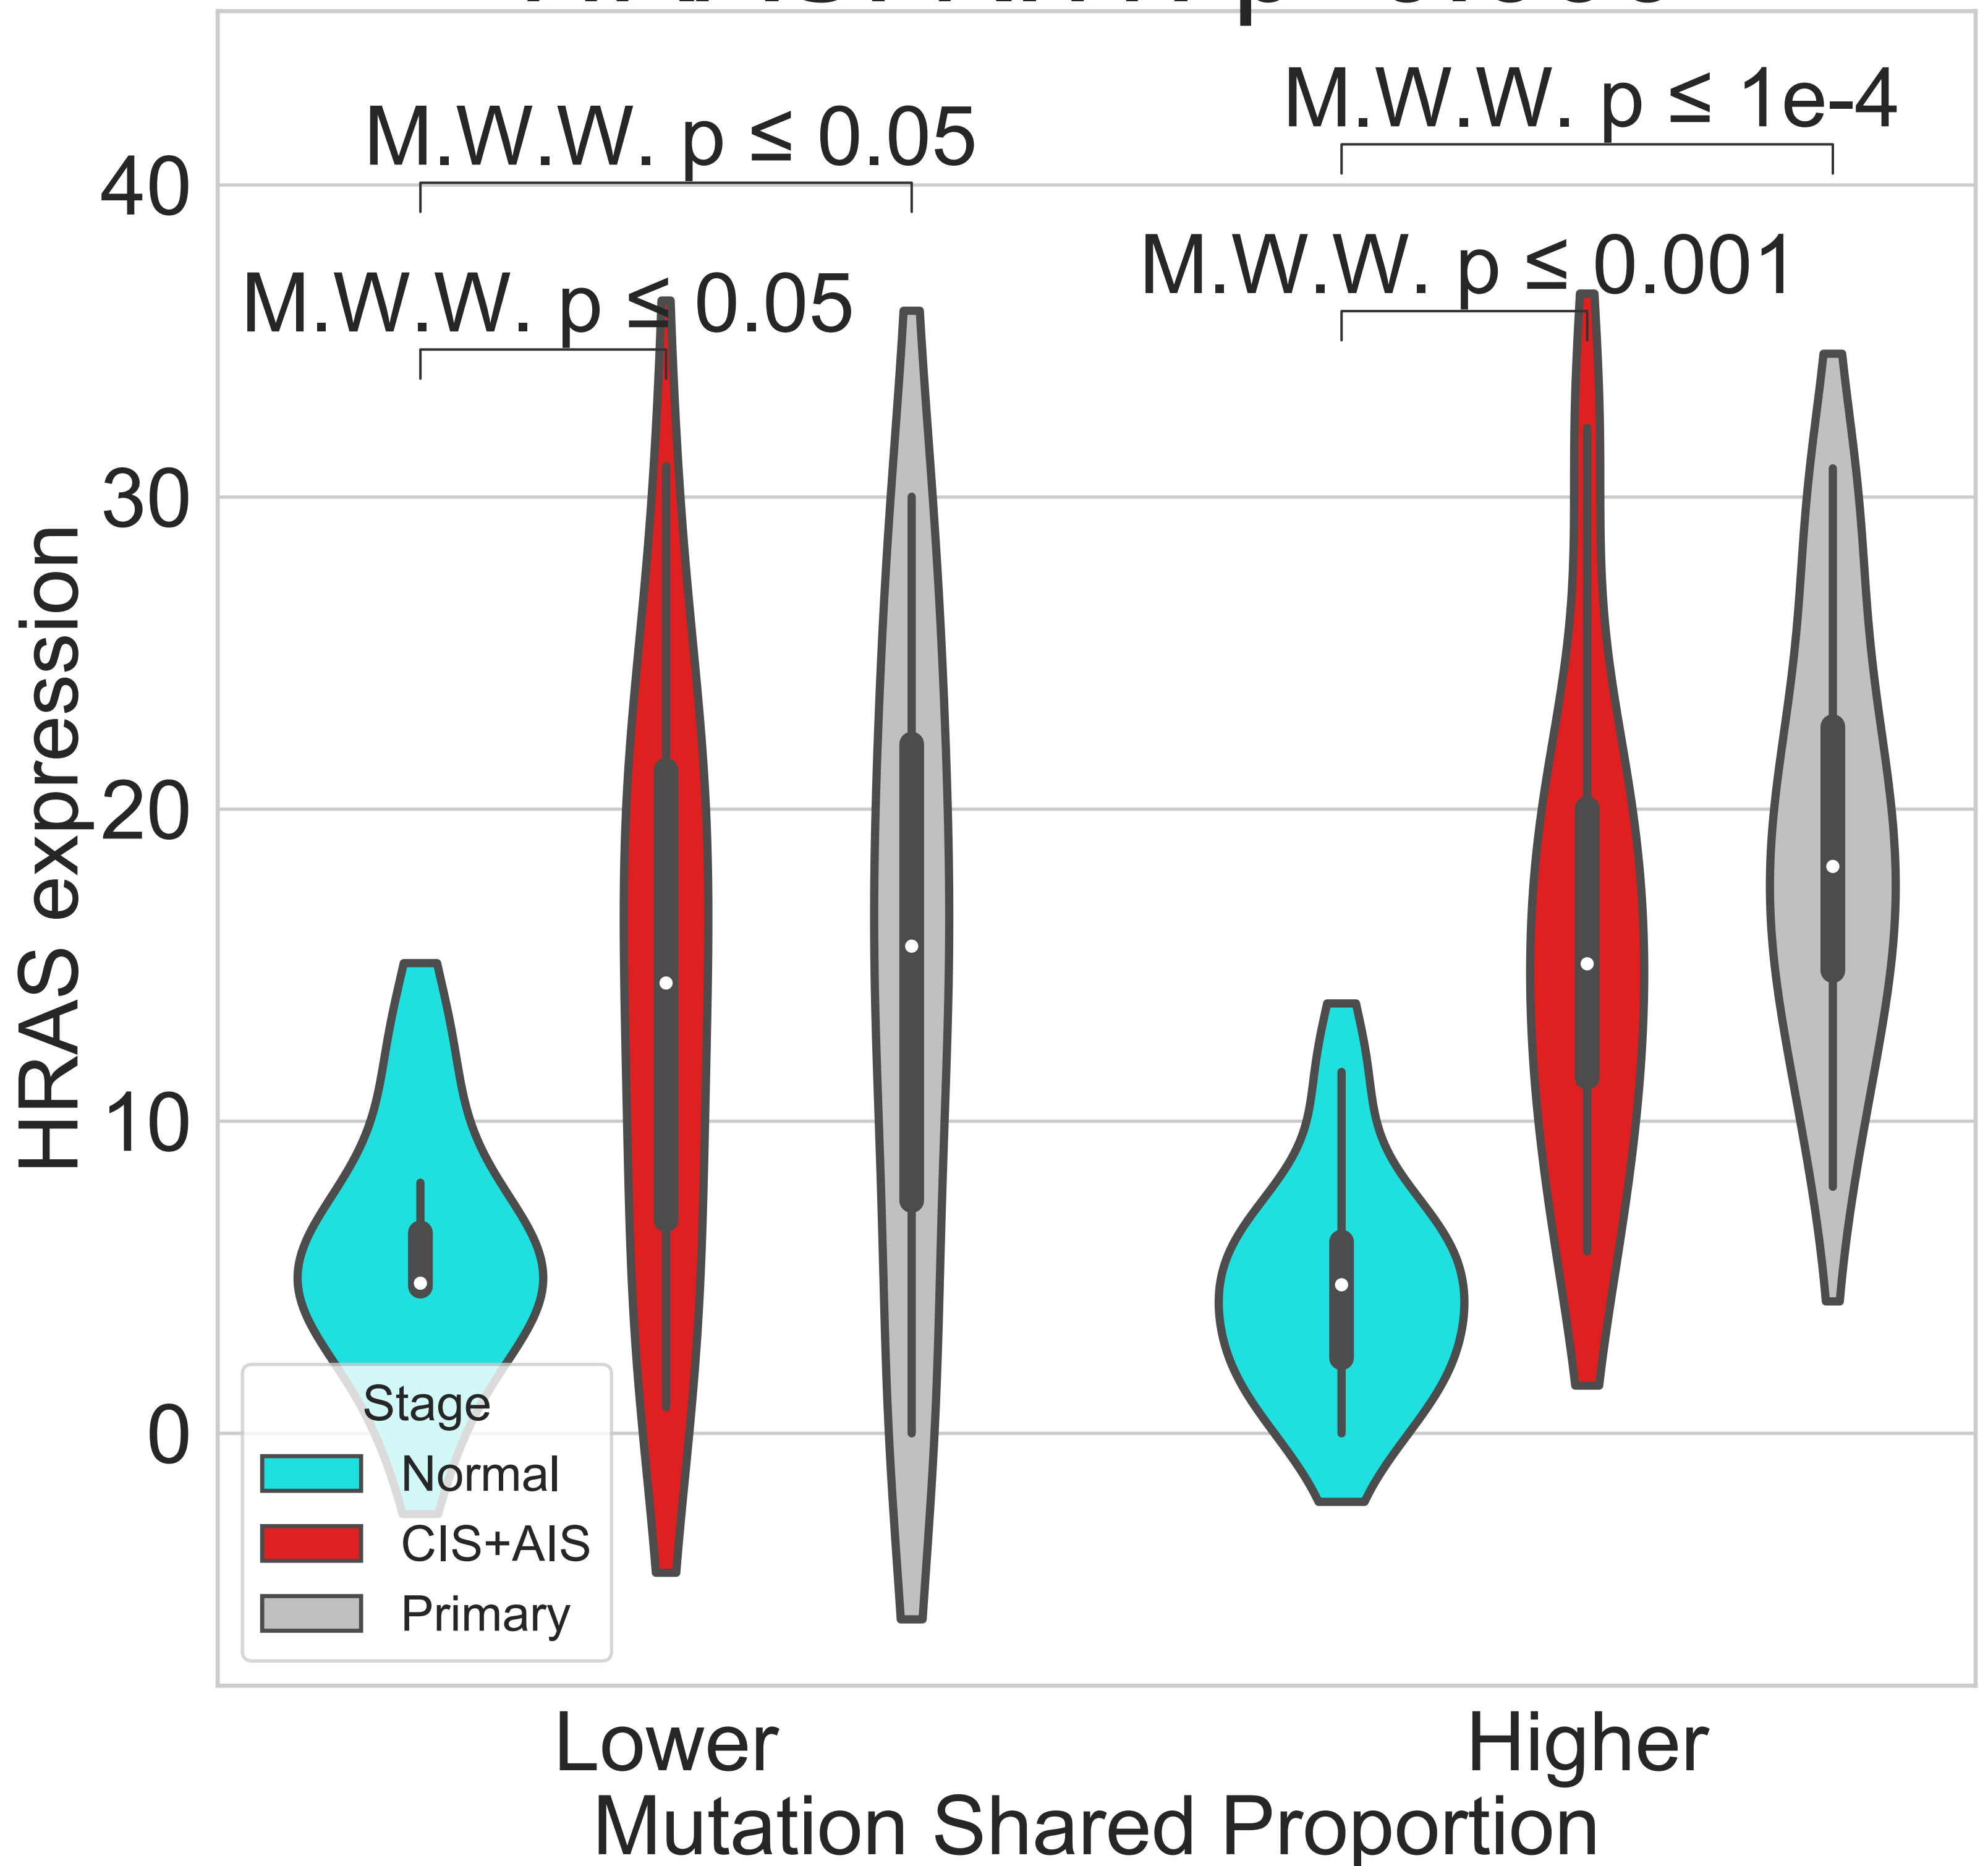 M.W.W. p ≤ 1e-4
M.W.W. p ≤ 0.05
M.W.W. p ≤ 0.001
M.W.W. p ≤ 0.05
40
30
20
10
0
HRAS expression
Stage
Normal
CIS+AIS
Primary
Lower
Higher
Mutation Shared Proportion